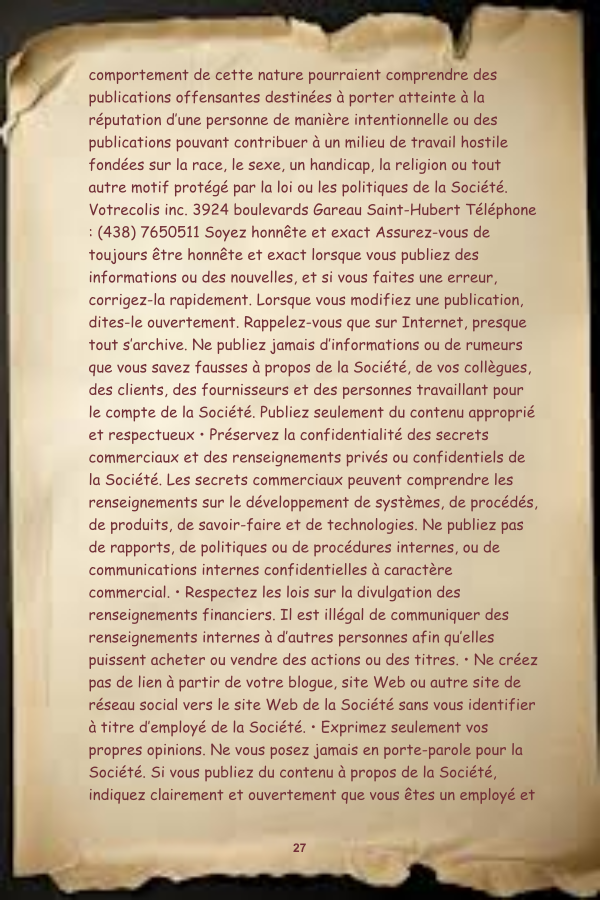 comportement de cette nature pourraient comprendre des
publications offensantes destinées à porter atteinte à la
réputation d'une personne de manière intentionnelle ou des
publications pouvant contribuer à un milieu de travail hostile
fondées sur la race, le sexe, un handicap, la religion ou tout
autre motif protégé par la loi ou les politiques de la Société.
Votrecolis inc. 3924 boulevards Gareau Saint-Hubert Téléphone
: (438) 7650511 Soyez honnête et exact Assurez-vous de
toujours être honnête et exact lorsque vous publiez des
informations ou des nouvelles, et si vous faites une erreur,
corrigez-la rapidement. Lorsque vous modifiez une publication,
dites-le ouvertement. Rappelez-vous que sur Internet, presque
tout s'archive. Ne publiez jamais d'informations ou de rumeurs
que vous savez fausses à propos de la Société, de vos collègues,
des clients, des fournisseurs et des personnes travaillant pour
le compte de la Société. Publiez seulement du contenu approprié
et respectueux • Préservez la confidentialité des secrets
commerciaux et des renseignements privés ou confidentiels de
la Société. Les secrets commerciaux peuvent comprendre les
renseignements sur le développement de systèmes, de procédés,
de produits, de savoir-faire et de technologies. Ne publiez pas
de rapports, de politiques ou de procédures internes, ou de
communications internes confidentielles à caractère
commercial. • Respectez les lois sur la divulgation des
renseignements financiers. Il est illégal de communiquer des
renseignements internes à d'autres personnes afin qu'elles
puissent acheter ou vendre des actions ou des titres. • Ne créez
pas de lien à partir de votre blogue, site Web ou autre site de
réseau social vers le site Web de la Société sans vous identifier
à titre d'employé de la Société. • Exprimez seulement vos
propres opinions. Ne vous posez jamais en porte-parole pour la
Société. Si vous publiez du contenu à propos de la Société,
indiquez clairement et ouvertement que vous êtes un employé et
27